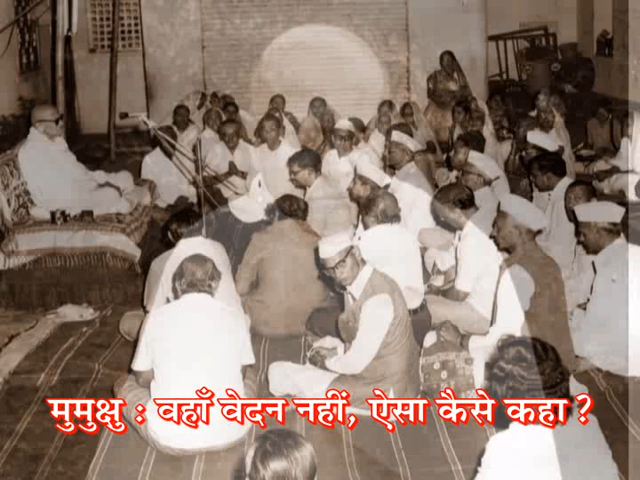 मुमुक्षु : वहाँ वेदन नहीं, ऐसा कैसे कहा ?